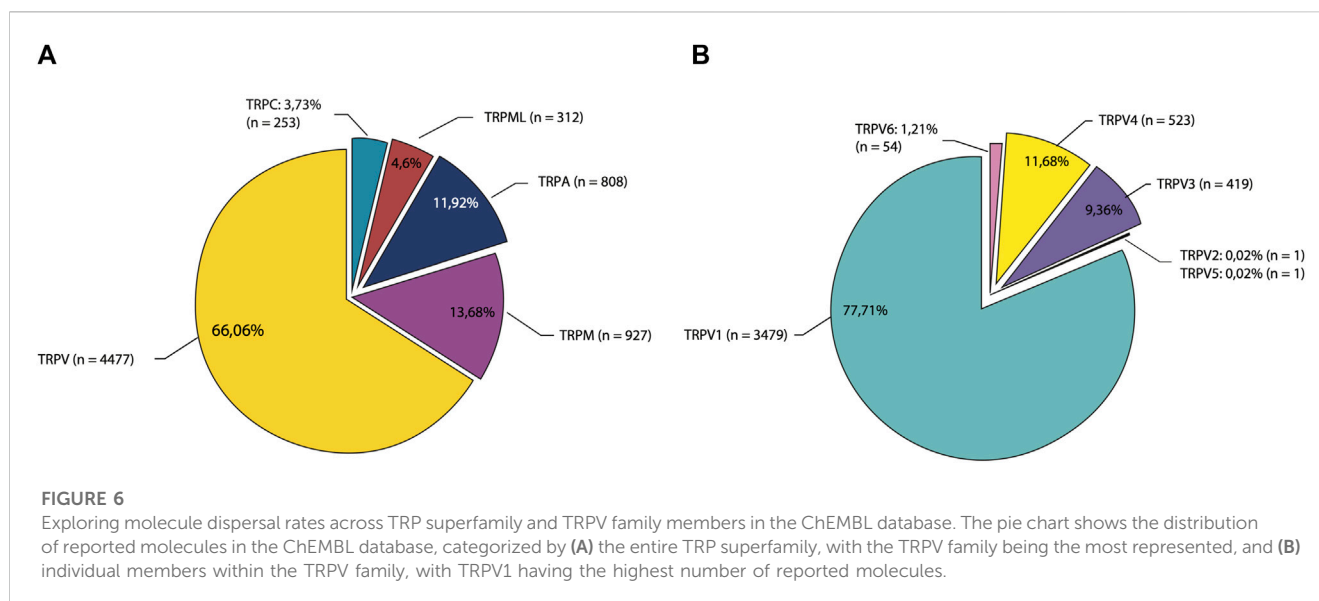 A
TRPC: 3,73%
(n = 253)
TRPML (n = 312)
4,6%
TRPA (n = 808)
11,92%
13,68%
TRPM (n = 927)
66,06%
TRPV (n = 4477)
B
TRPV6: 1,21%
(n = 54)
TRPV4 (n = 523)
11,68%
TRPV3 (n = 419)
9,36%
TRPV2: 0,02% (n = 1)
TRPV5: 0,02% (n = 1)
77,71%
TRPV1 (n = 3479)
FIGURE 6
Exploring molecule dispersal rates across TRP superfamily and TRPV family members in the ChEMBL database. The pie chart shows the distribution
of reported molecules in the ChEMBL database, categorized by (A) the entire TRP superfamily, with the TRPV family being the most represented, and (B)
individual members within the TRPV family, with TRPV1 having the highest number of reported molecules.